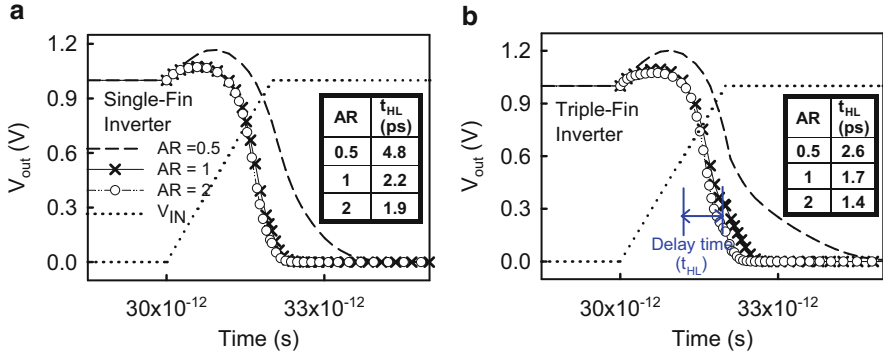 a
1.2
0.9
0.6
0.3
0.0
V_out (V)
Single-Fin
Inverter
AR =0.5
AR = 1
AR = 2
V_IN
AR t_HL (ps)
0.5 4.8
1 2.2
2 1.9
30x10^-12 33x10^-12
Time (s)
b
1.2
0.9
0.6
0.3
0.0
V_out (V)
Triple-Fin
Inverter
AR t_HL (ps)
0.5 2.6
1 1.7
2 1.4
Delay time
(t_HL)
30x10^-12 33x10^-12
Time (s)